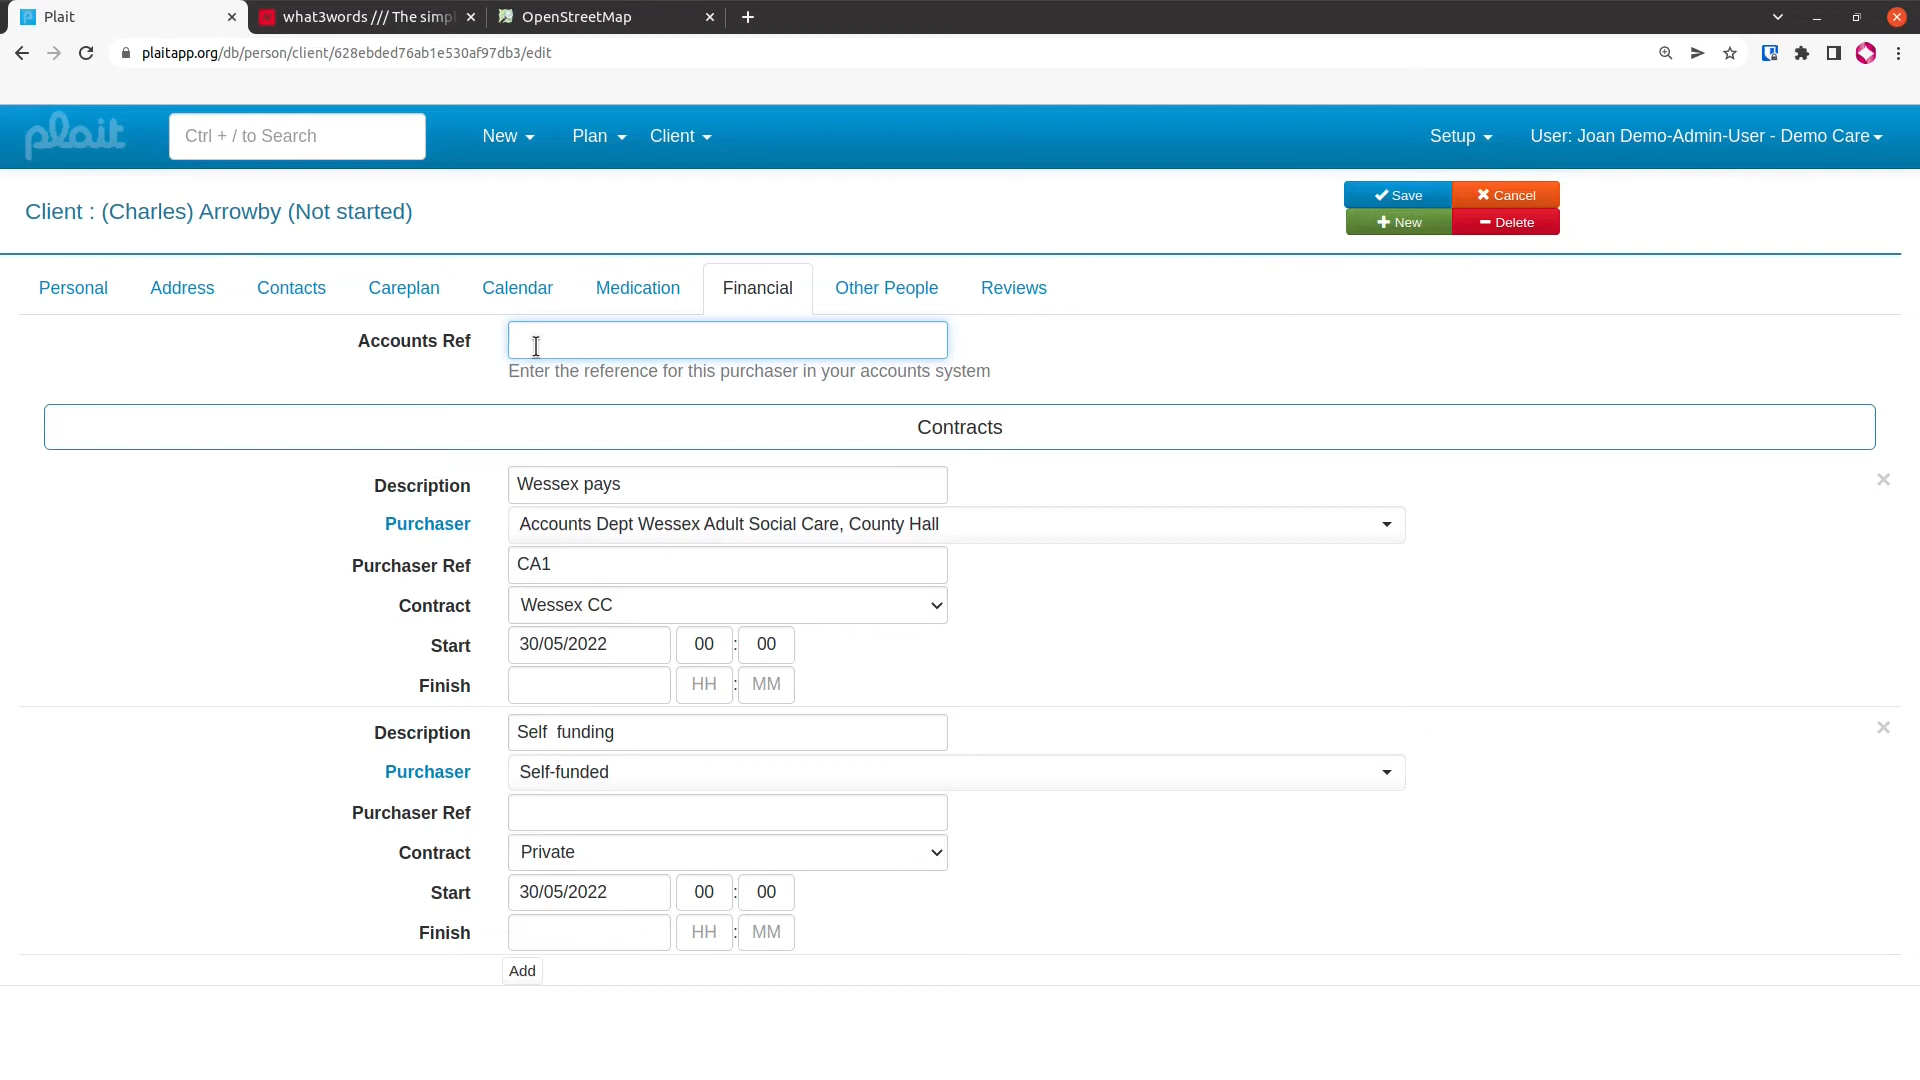 Plait
what3words /// The simpl
OpenStreetMap
plaitapp.org/db/person/client/628ebded76ab1e530af97db3/edit
plait
Ctrl + / to Search
New
Plan
Client
Setup
User: Joan Demo-Admin-User - Demo Care
Client : (Charles) Arrowby (Not started)
Save
Cancel
New
Delete
Personal
Address
Contacts
Careplan
Calendar
Medication
Financial
Other People
Reviews
Accounts Ref
Enter the reference for this purchaser in your accounts system
Contracts
Description
Wessex pays
Purchaser
Accounts Dept Wessex Adult Social Care, County Hall
Purchaser Ref
CA1
Contract
Wessex CC
Start
30/05/2022 00 : 00
Finish
HH : MM
Description
Self  funding
Purchaser
Self-funded
Purchaser Ref
Contract
Private
Start
30/05/2022 00 : 00
Finish
HH : MM
Add